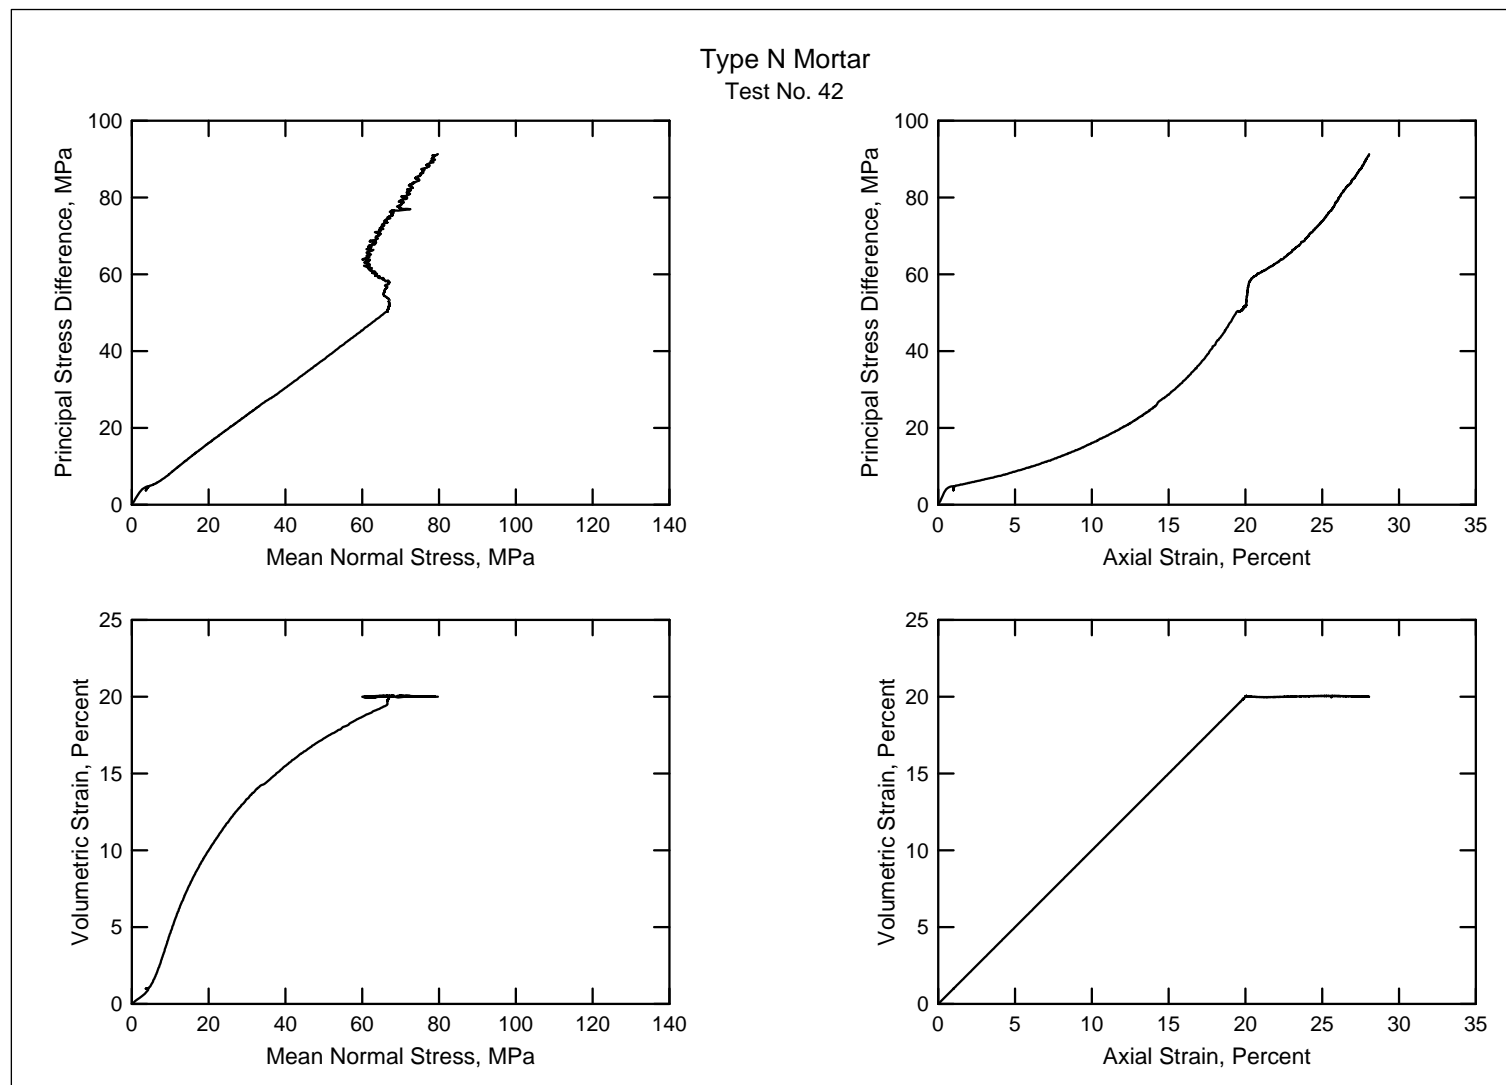 Type N Mortar
Test No. 42
100
80
60
40
20
0
Principal Stress Difference, MPa
0 20 40 60 80 100 120 140
Mean Normal Stress, MPa
100
80
60
40
20
0
Principal Stress Difference, MPa
0 5 10 15 20 25 30 35
Axial Strain, Percent
25
20
15
10
5
0
Volumetric Strain, Percent
0 20 40 60 80 100 120 140
Mean Normal Stress, MPa
25
20
15
10
5
0
Volumetric Strain, Percent
0 5 10 15 20 25 30 35
Axial Strain, Percent